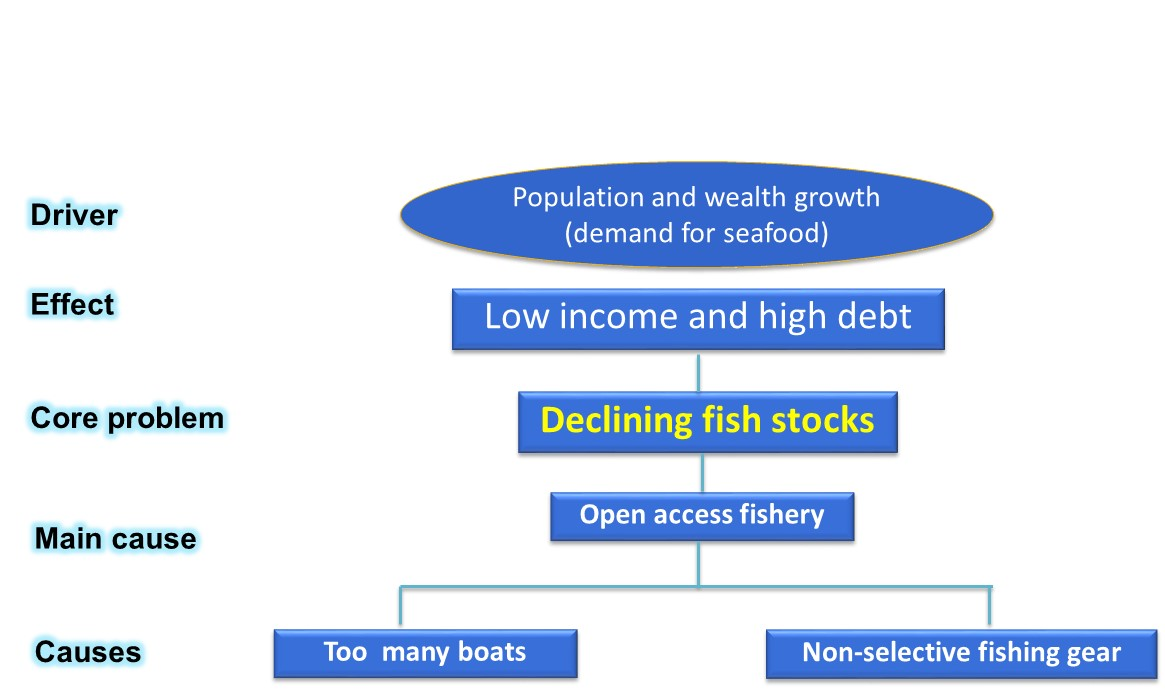 Driver
Population and wealth growth
(demand for seafood)
Effect
Low income and high debt
Core problem
Declining fish stocks
Main cause
Open access fishery
Causes
Too  many boats
Non-selective fishing gear